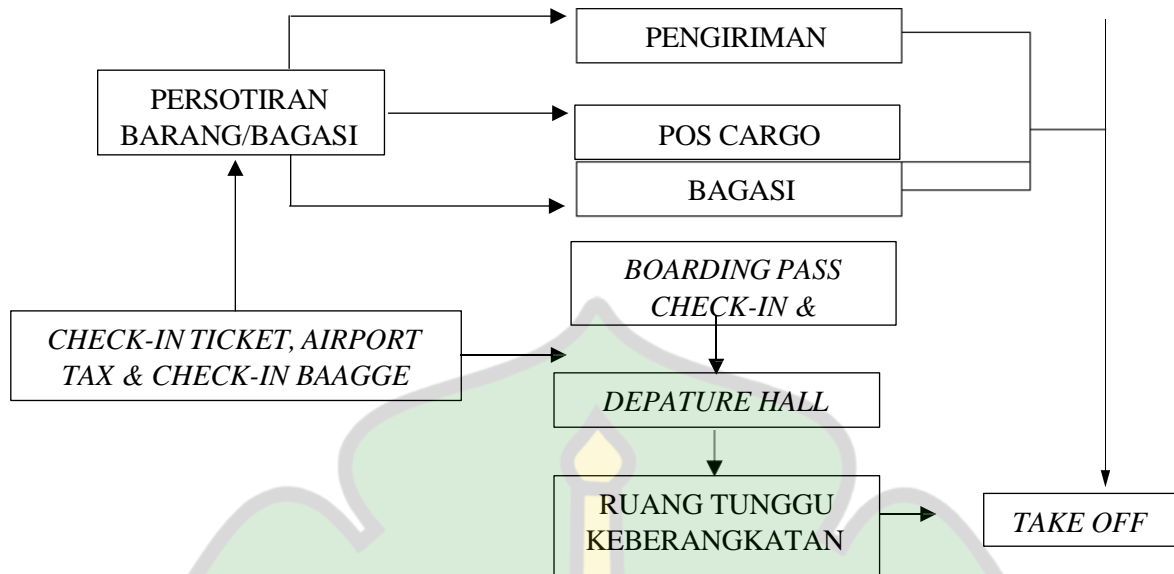 PENGIRIMAN
PERSOTIRAN
BARANG/BAGASI
POS CARGO
BAGASI
BOARDING PASS
CHECK-IN &
CHECK-IN TICKET, AIRPORT
TAX & CHECK-IN BAAGGE
DEPATURE HALL
RUANG TUNGGU
KEBERANGKATAN
TAKE OFF